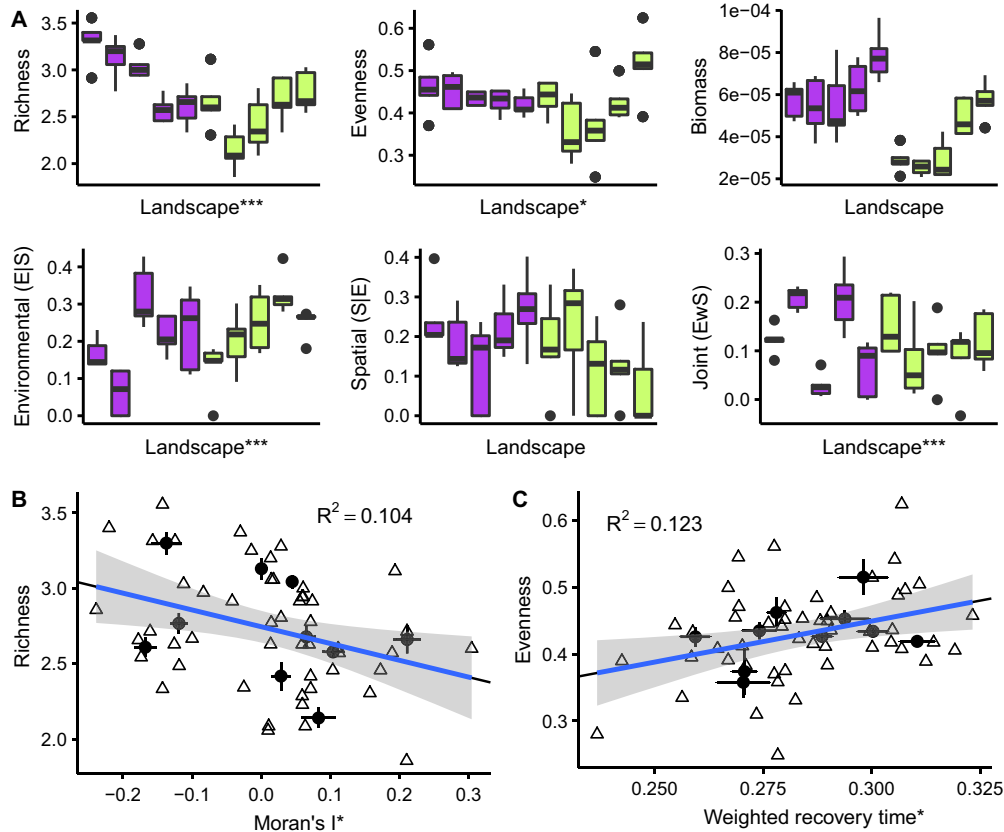 A
Richness
3.5
3.0
2.5
2.0
Landscape***
Evenness
0.6
0.5
0.4
0.3
Landscape*
Biomass
1e−04
8e−05
6e−05
4e−05
2e−05
Landscape
Environmental (E|S)
0.4
0.3
0.2
0.1
0.0
Landscape***
Spatial (S|E)
0.4
0.3
0.2
0.1
0.0
Landscape
Joint (EwS)
0.3
0.2
0.1
0.0
Landscape***
B
R² = 0.104
Richness
3.5
3.0
2.5
2.0
−0.2 −0.1 0.0 0.1 0.2 0.3
Moran's I*
C
R² = 0.123
Evenness
0.6
0.5
0.4
0.3
0.250 0.275 0.300 0.325
Weighted recovery time*